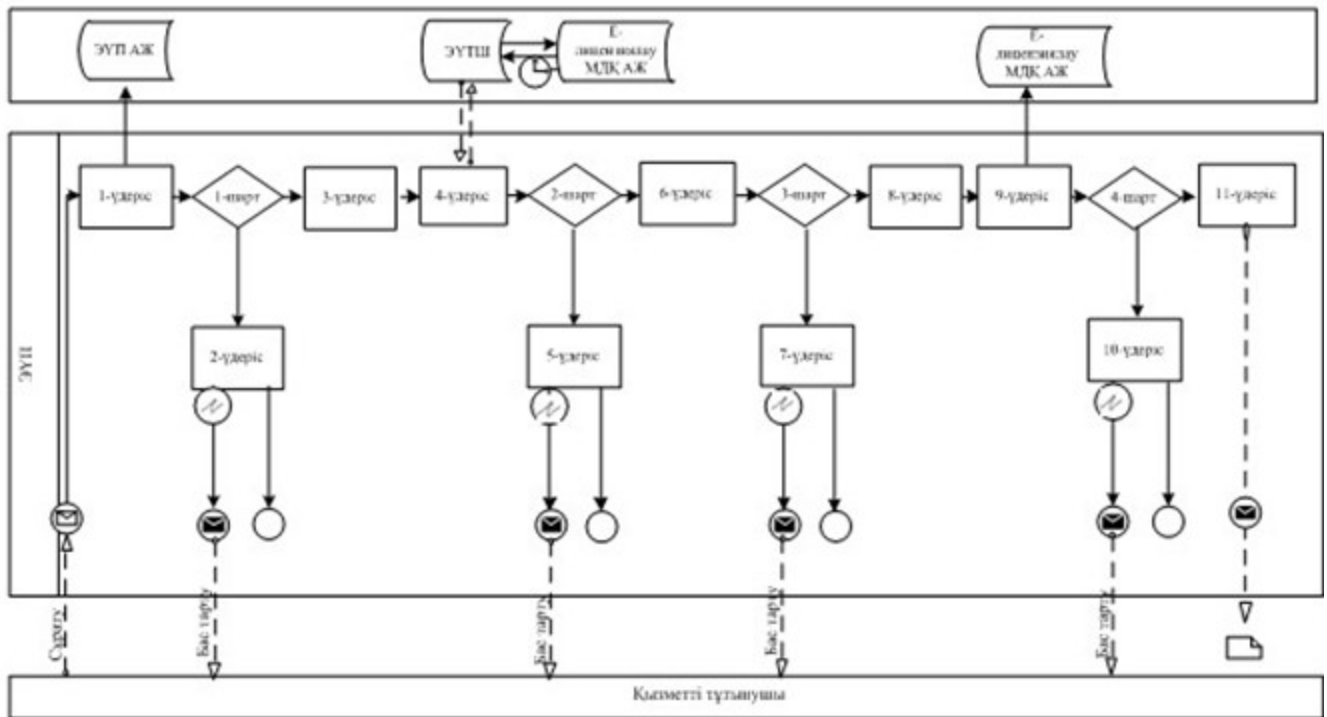 ЭҮП АЖ
ЭҮТШ
Е-
лицензиялау
МДҚ АЖ
Е-
лицензиялау
МДҚ АЖ
1-үдеріс
1-шарт
3-үдеріс
4-үдеріс
2-шарт
6-үдеріс
3-шарт
8-үдеріс
9-үдеріс
4-шарт
11-үдеріс
ЭҮП
2-үдеріс
5-үдеріс
7-үдеріс
10-үдеріс
Сұрату
Бас тарту
Бас тарту
Бас тарту
Бас тарту
Қызметті тұтынушы